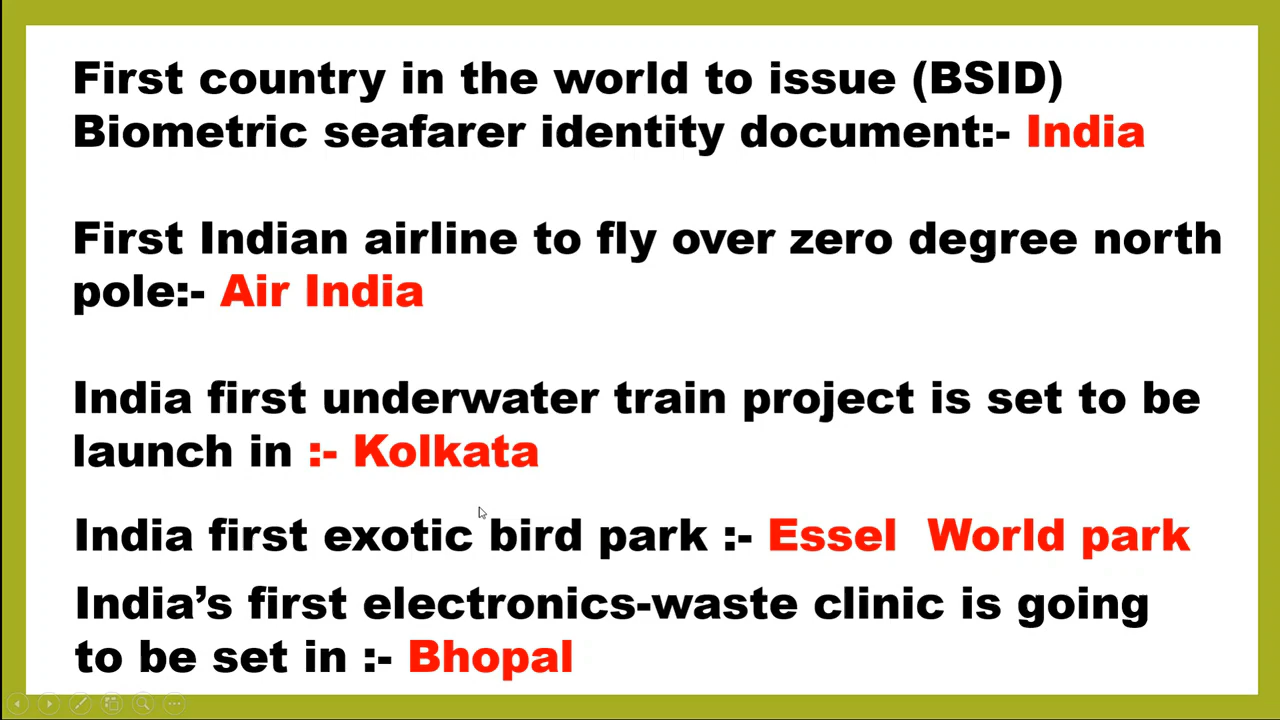 First country in the world to issue (BSID)
Biometric seafarer identity document:- India
First Indian airline to fly over zero degree north
pole:- Air India
India first underwater train project is set to be
launch in :- Kolkata
India first exotic bird park :- Essel World park
India’s first electronics-waste clinic is going
to be set in :- Bhopal